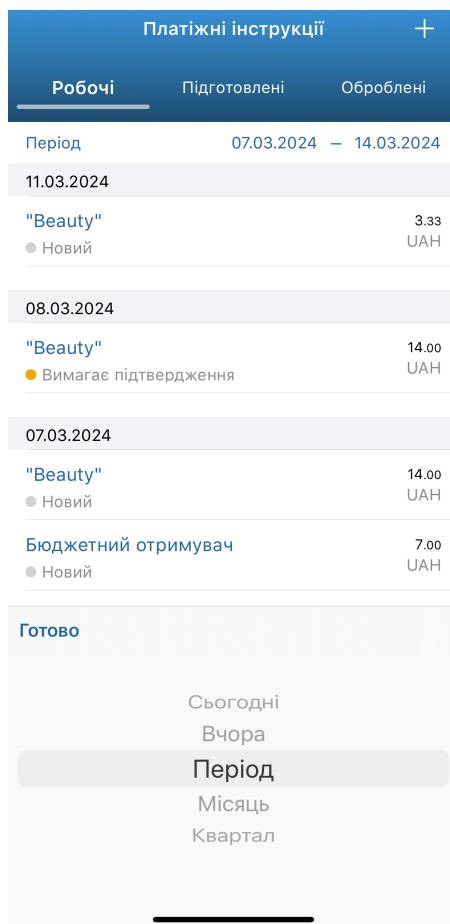 Платіжні інструкції +
Робочі Підготовлені Оброблені
Період 07.03.2024 – 14.03.2024
11.03.2024
"Beauty" 3.33
Новий UAH
08.03.2024
"Beauty" 14.00
Вимагає підтвердження UAH
07.03.2024
"Beauty" 14.00
Новий UAH
Бюджетний отримувач 7.00
Новий UAH
Готово
Сьогодні
Вчора
Період
Місяць
Квартал